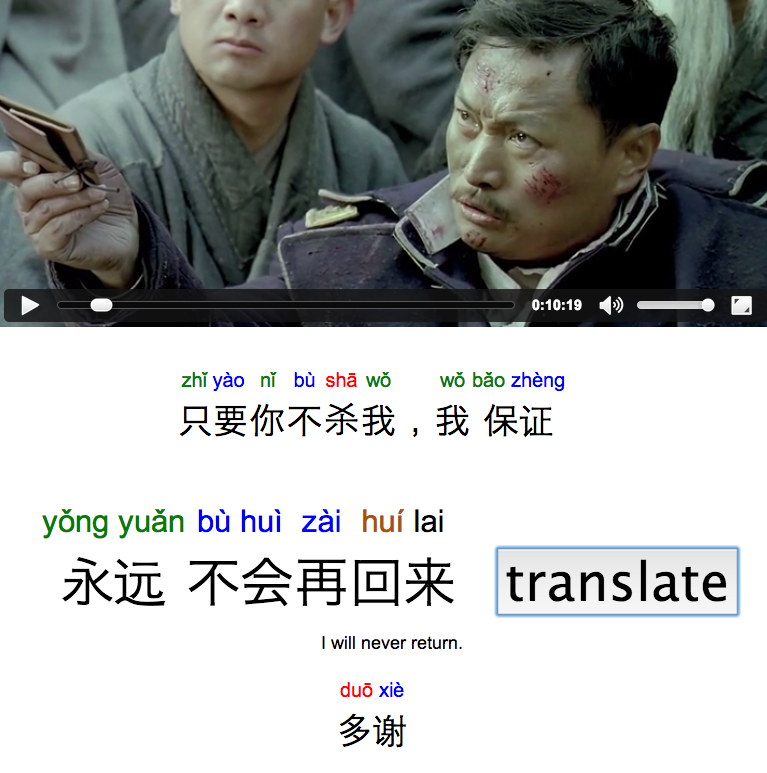 0:10:19
zhǐ yào nǐ bù shā wǒ wǒ bǎo zhèng
只要你不杀我，我 保证
yǒng yuǎn bù huì zài huí lai
永远 不会再回来 translate
I will never return.
duō xiè
多谢